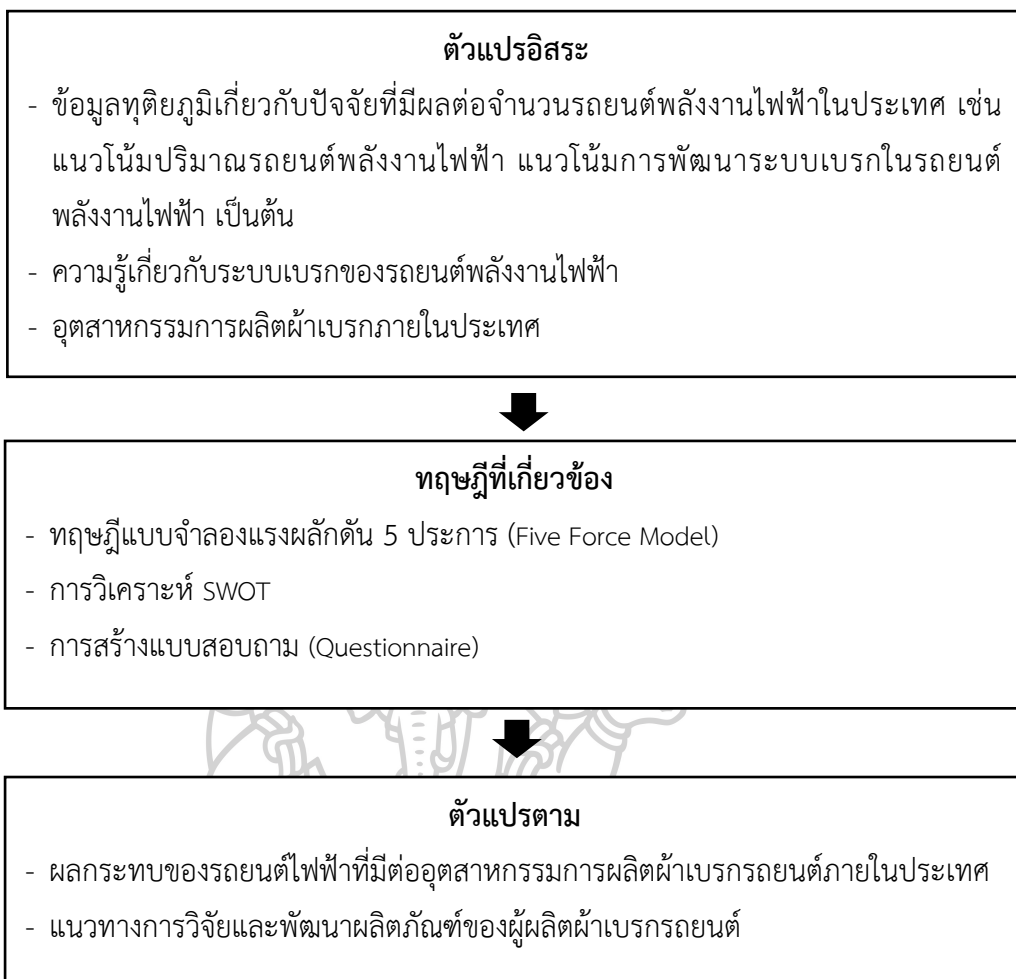 ตัวแปรอิสระ
- ข้อมูลทุติยภูมิเกี่ยวกับปัจจัยที่มีผลต่อจำนวนรถยนต์พลังงานไฟฟ้าในประเทศ เช่น
แนวโน้มปริมาณรถยนต์พลังงานไฟฟ้า แนวโน้มการพัฒนาระบบเบรกในรถยนต์
พลังงานไฟฟ้า เป็นต้น
- ความรู้เกี่ยวกับระบบเบรกของรถยนต์พลังงานไฟฟ้า
- อุตสาหกรรมการผลิตผ้าเบรกภายในประเทศ
ทฤษฎีที่เกี่ยวข้อง
- ทฤษฎีแบบจำลองแรงผลักดัน 5 ประการ (Five Force Model)
- การวิเคราะห์ SWOT
- การสร้างแบบสอบถาม (Questionnaire)
ตัวแปรตาม
- ผลกระทบของรถยนต์ไฟฟ้าที่มีต่ออุตสาหกรรมการผลิตผ้าเบรกรถยนต์ภายในประเทศ
- แนวทางการวิจัยและพัฒนาผลิตภัณฑ์ของผู้ผลิตผ้าเบรกรถยนต์